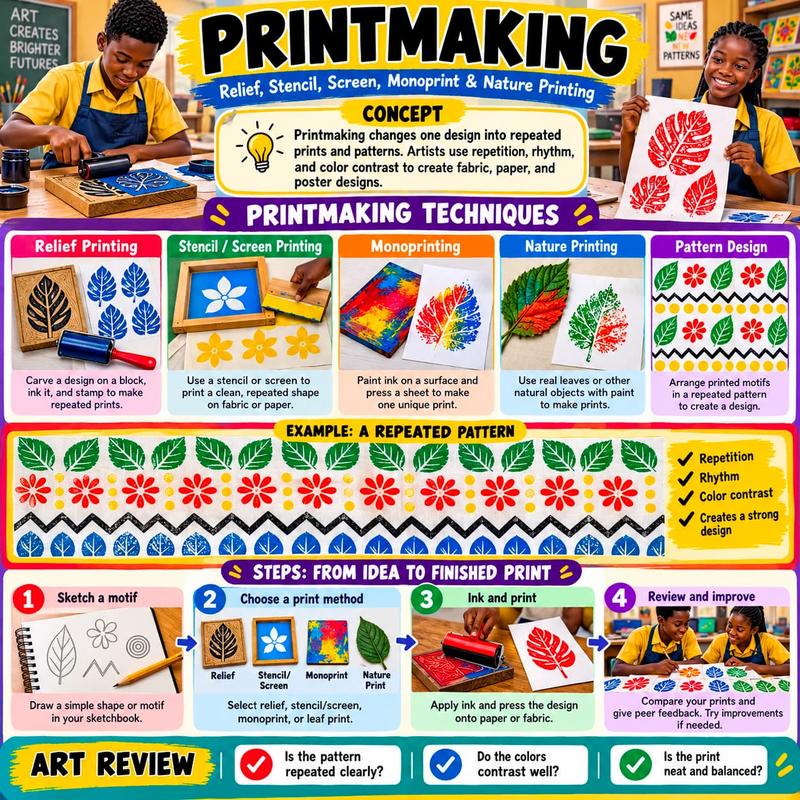 ART
CREATES
BRIGHTER
FUTURES
PRINTMAKING
Relief, Stencil, Screen, Monoprint & Nature Printing
SAME
IDEAS
NEW
PATTERNS
CONCEPT
Printmaking changes one design into repeated
prints and patterns. Artists use repetition, rhythm,
and color contrast to create fabric, paper, and
poster designs.
PRINTMAKING TECHNIQUES
Relief Printing
Carve a design on a block,
ink it, and stamp to make
repeated prints.
Stencil / Screen Printing
Use a stencil or screen to
print a clean, repeated shape
on fabric or paper.
Monoprinting
Paint ink on a surface and
press a sheet to make
one unique print.
Nature Printing
Use real leaves or other
natural objects with paint
to make prints.
Pattern Design
Arrange printed motifs
in a repeated pattern
to create a design.
EXAMPLE: A REPEATED PATTERN
Repetition
Rhythm
Color contrast
Creates a strong
design
STEPS: FROM IDEA TO FINISHED PRINT
1 Sketch a motif
Draw a simple shape or motif
in your sketchbook.
2 Choose a print method
Relief
Stencil/
Screen
Monoprint
Nature
Print
Select relief, stencil/screen,
monoprint, or leaf print.
3 Ink and print
Apply ink and press the design
onto paper or fabric.
4 Review and improve
Compare your prints and
give peer feedback. Try improvements
if needed.
ART REVIEW
Is the pattern
repeated clearly?
Do the colors
contrast well?
Is the print
neat and balanced?